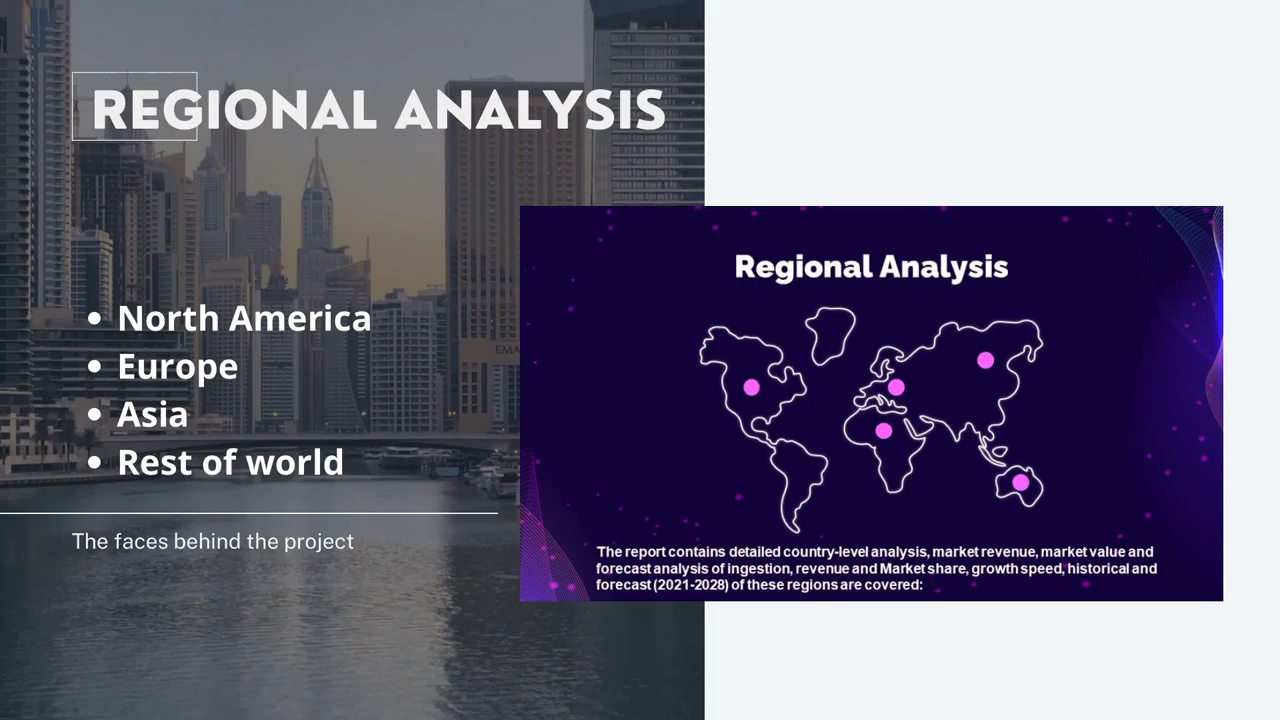 REGIONAL ANALYSIS
• North America
• Europe
• Asia
• Rest of world
The faces behind the project
EMA
Regional Analysis
The report contains detailed country-level analysis, market revenue, market value and
forecast analysis of ingestion, revenue and Market share, growth speed, historical and
forecast (2021-2028) of these regions are covered: